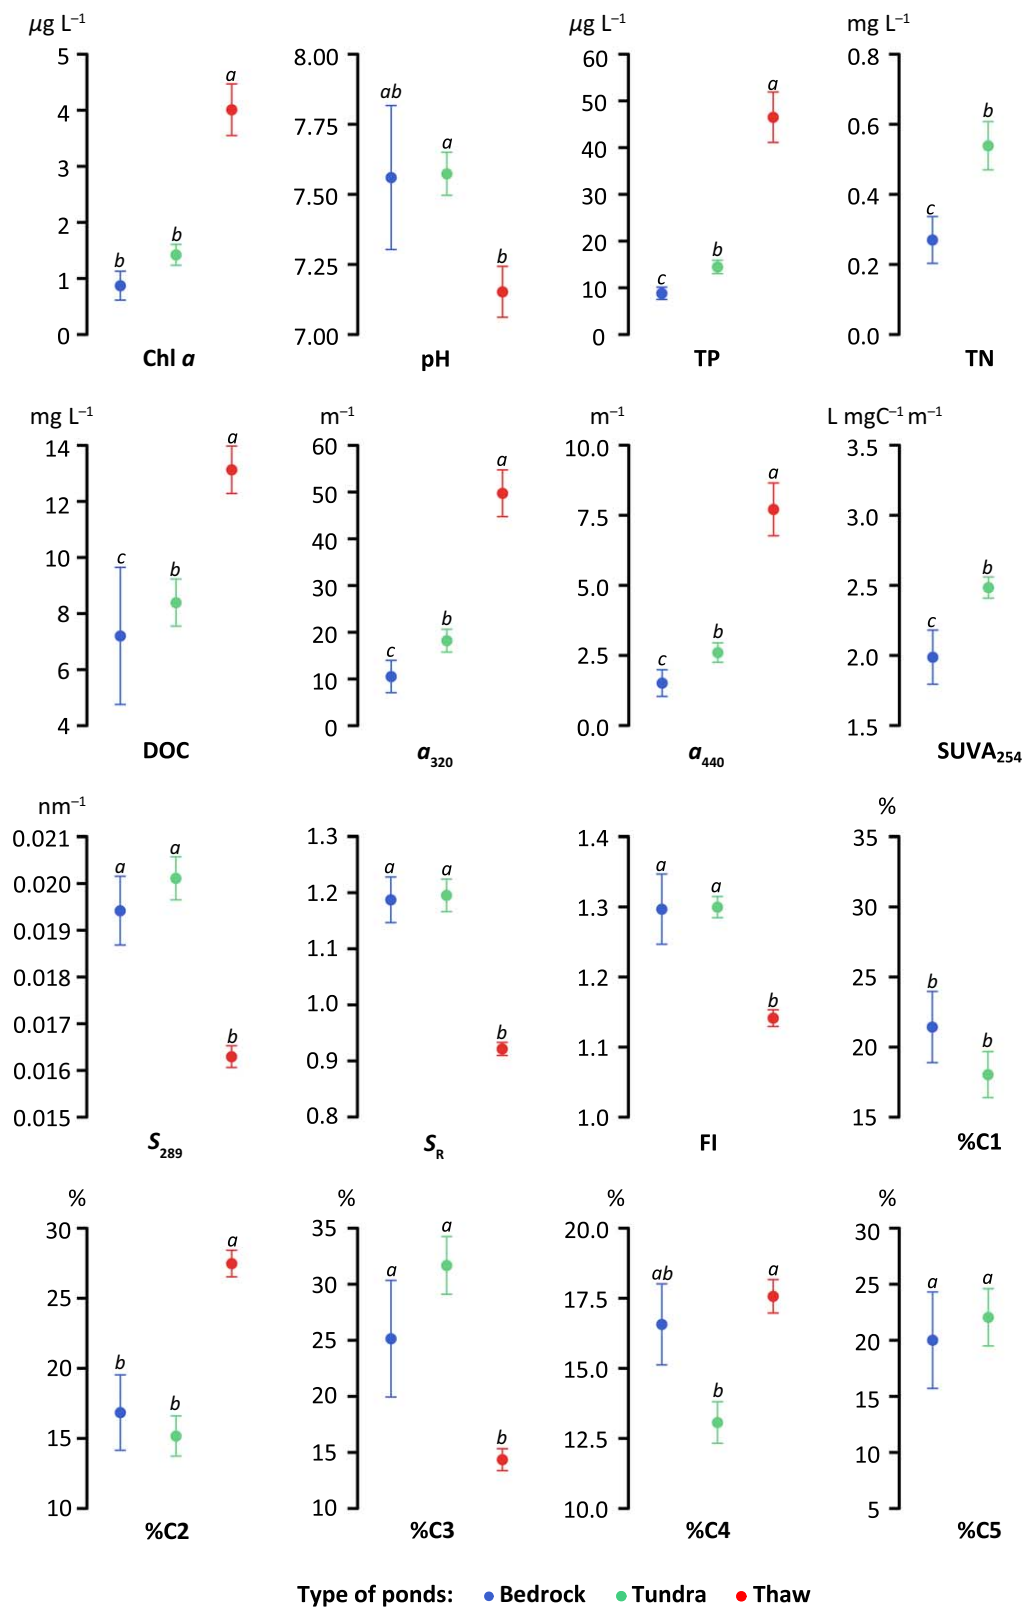 µg L⁻¹ µg L⁻¹ mg L⁻¹
5 8.00 60 0.8
a ab a
4 7.75 50 0.6 b
a 40
3 7.50 30 0.4
c
2 b b 20 b
7.25 0.2
1 b 10 c
0 7.00 0 0.0
Chl a pH TP TN
mg L⁻¹ m⁻¹ m⁻¹ L mgC⁻¹ m⁻¹
14 a 60 10.0 3.5
a a
12 50 7.5 3.0
40
10 c b 30 5.0 2.5 b
8 20 b b c
c 2.5 c 2.0
6 10
4 0 0.0 1.5
DOC a₃₂₀ a₄₄₀ SUVA₂₅₄
nm⁻¹ %
0.021 1.3 1.4 35
a a a a a a
0.020 1.2 1.3 30
0.019 1.1
0.018 1.2 25 b
1.0
0.017 b b b b
0.016 0.9 1.1 20
0.015 0.8 1.0 15
S₂₈₉ S_R FI %C1
% % % %
30 a 35 a 20.0 30
a ab a a a
25 30 17.5 25
25 20
20 b 15.0 15
b 20 b
15 15 b 12.5 10
10 10 10.0 5
%C2 %C3 %C4 %C5
Type of ponds: Bedrock Tundra Thaw